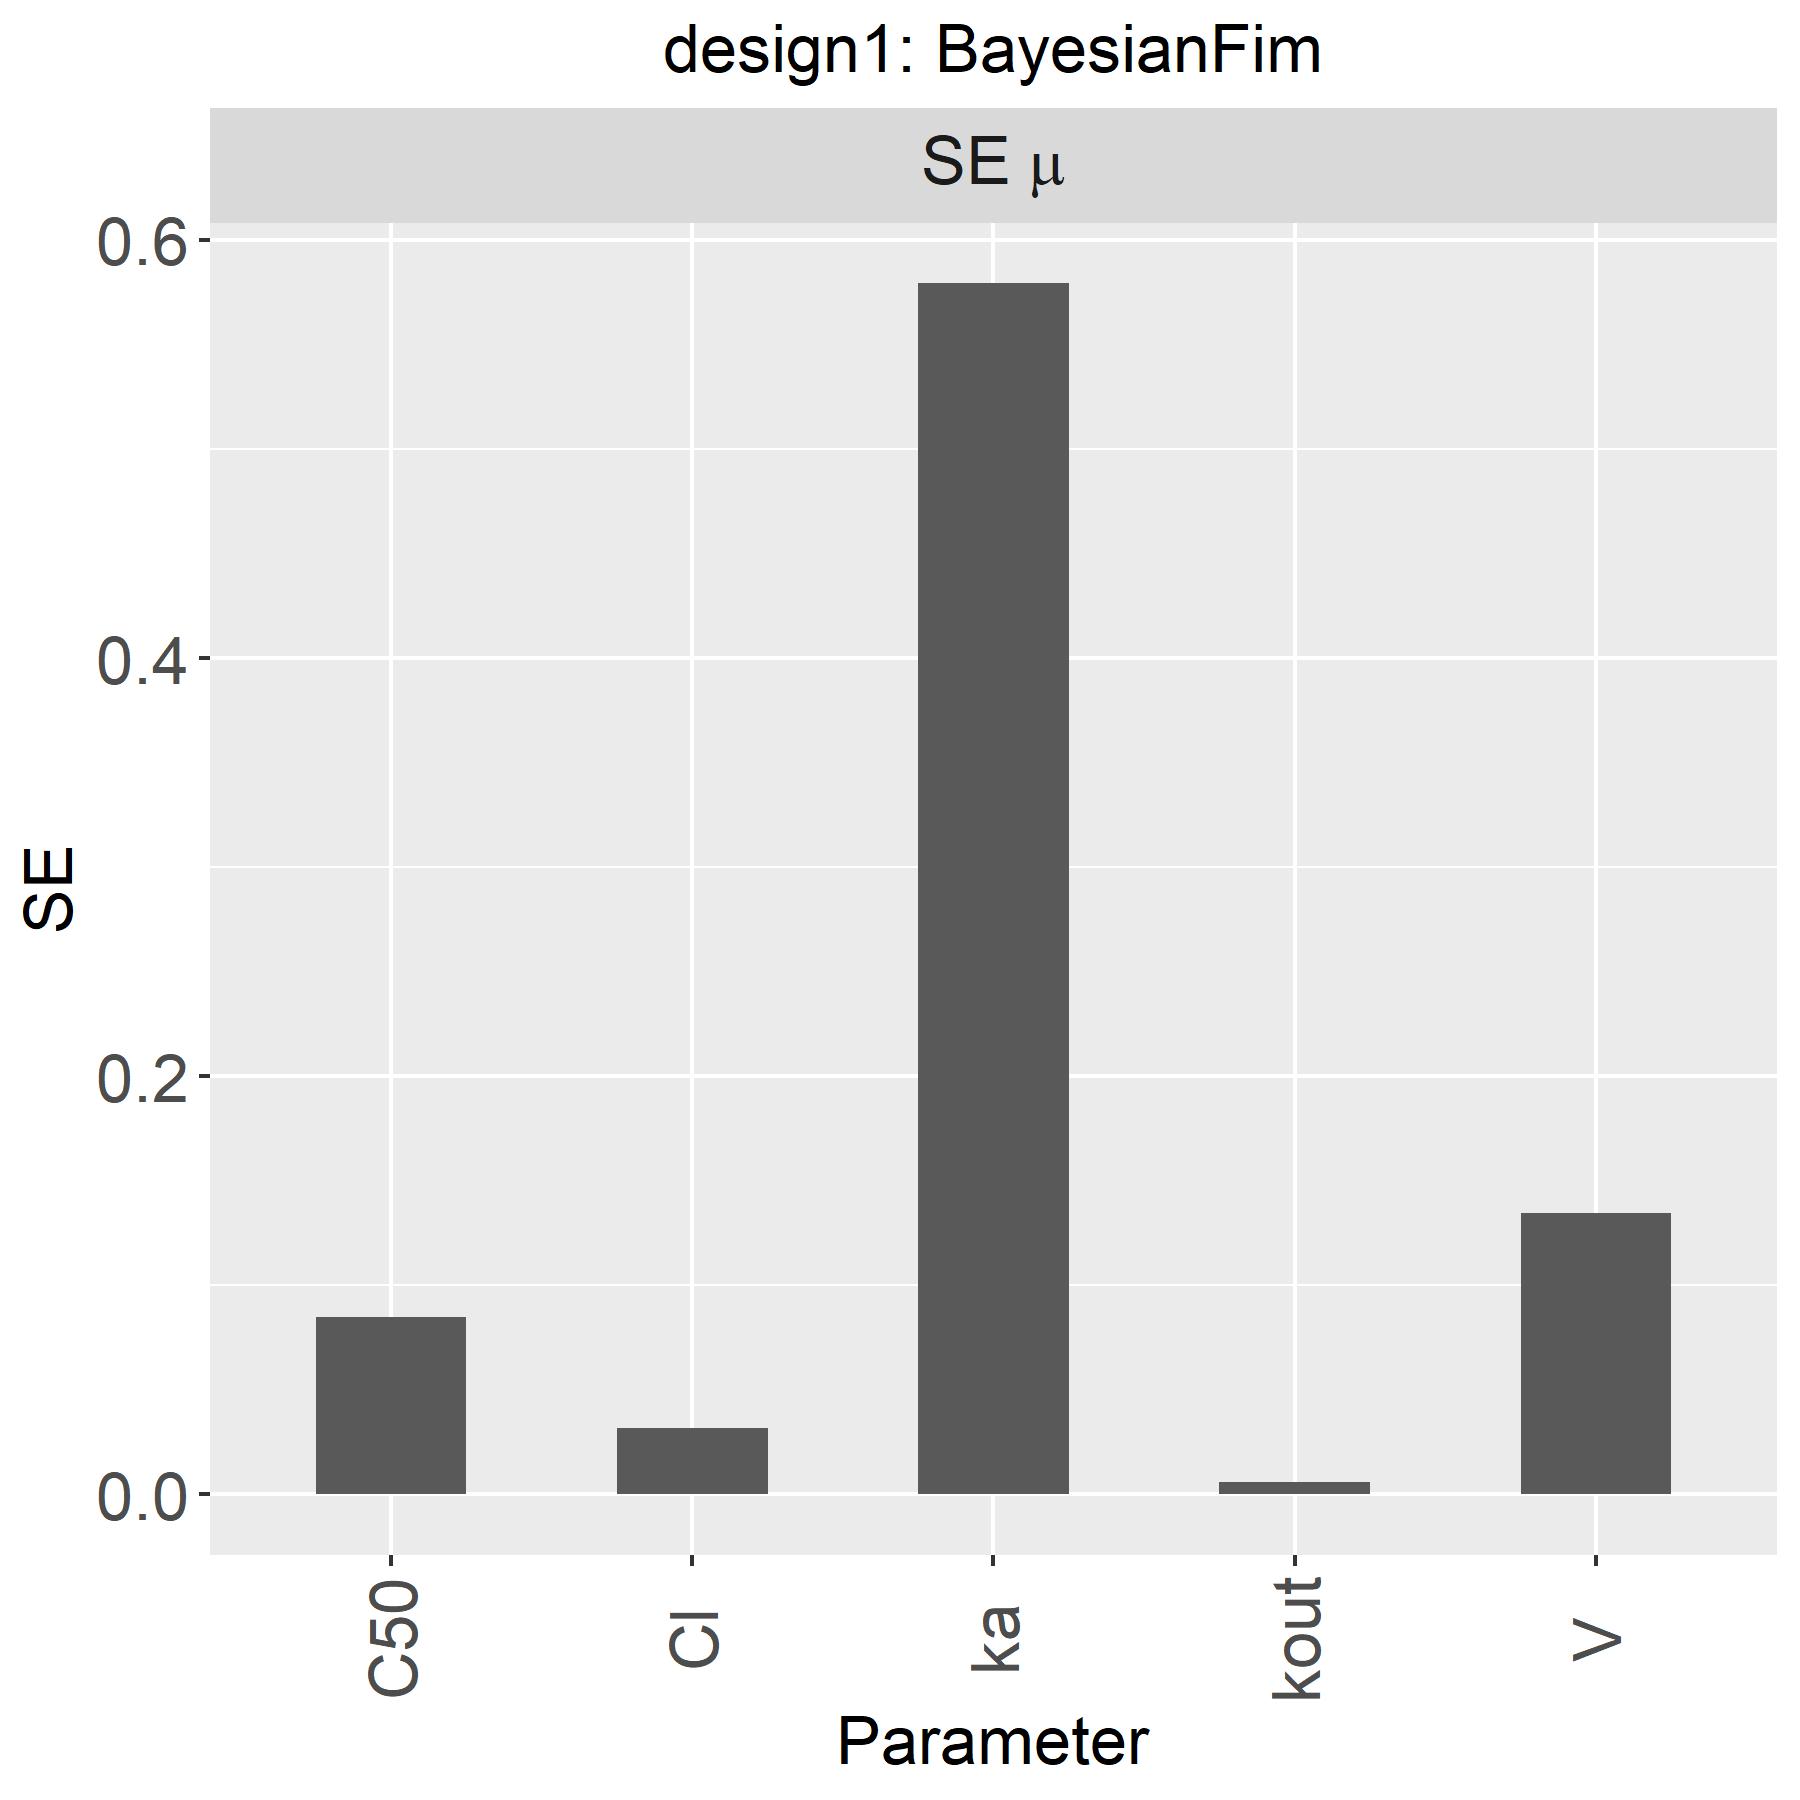 design1: BayesianFim
SE μ
0.6
0.4
0.2
0.0
SE
C50
Cl
ka
kout
V
Parameter